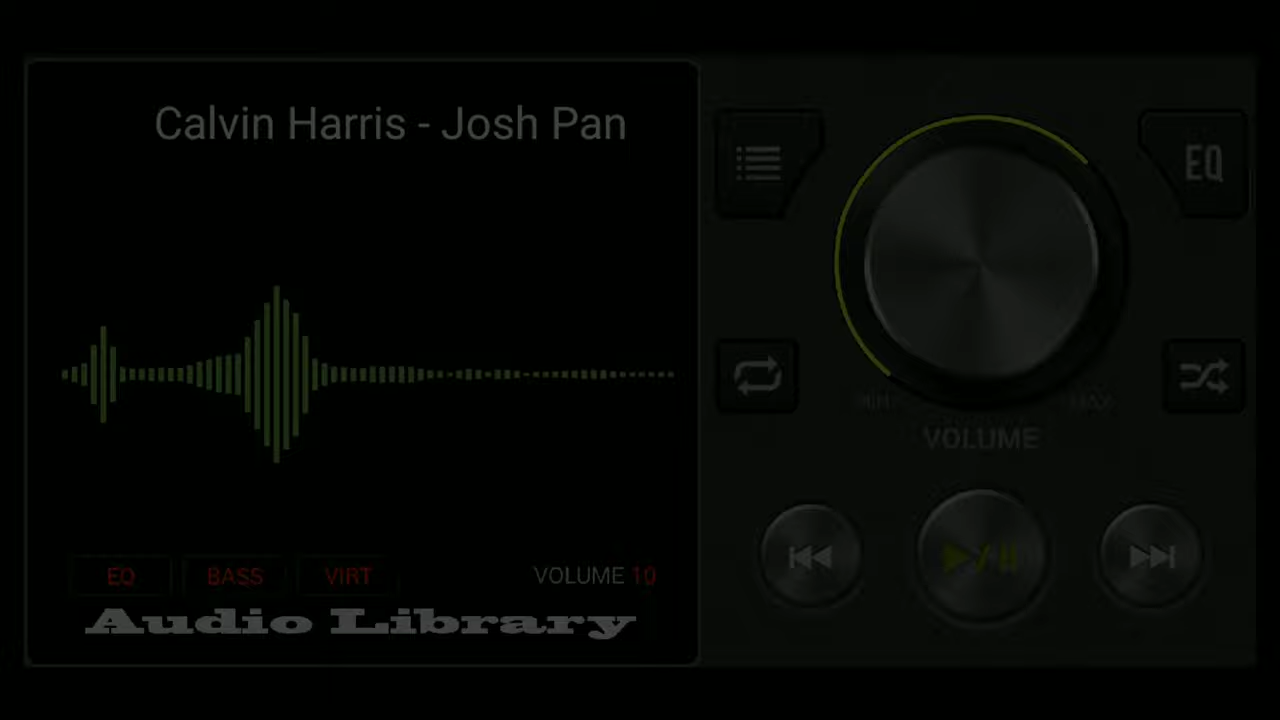 Calvin Harris - Josh Pan
EQ
VOLUME
EQ BASS VIRT VOLUME 10
Audio Library